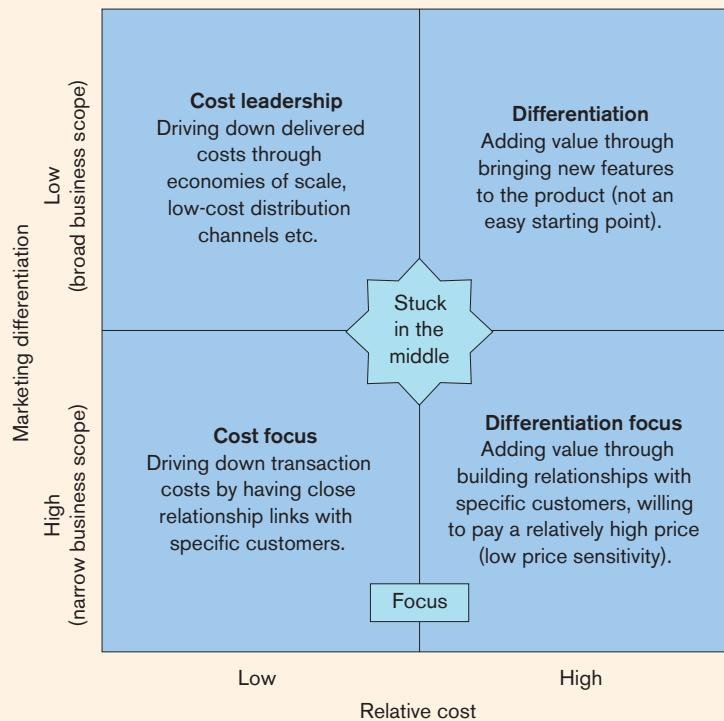 Cost leadership
Driving down delivered
costs through
economies of scale,
low-cost distribution
channels etc.
Differentiation
Adding value through
bringing new features
to the product (not an
easy starting point).
Stuck
in the
middle
Cost focus
Driving down transaction
costs by having close
relationship links with
specific customers.
Differentiation focus
Adding value through
building relationships with
specific customers, willing
to pay a relatively high price
(low price sensitivity).
Focus
Marketing differentiation
Low
(broad business scope)
High
(narrow business scope)
Low
High
Relative cost